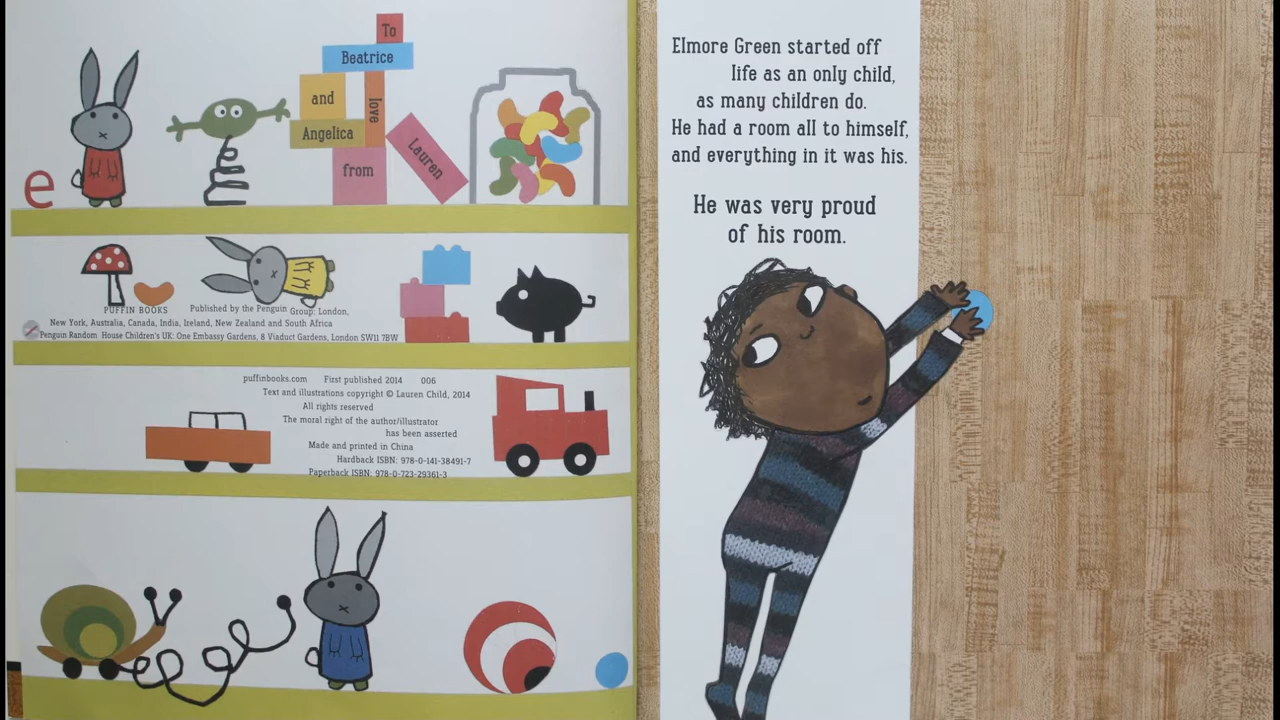 e
To
Beatrice
and
love
Angelica
from
Lauren
PUFFIN BOOKS
Published by the Penguin Group: London,
New York, Australia, Canada, India, Ireland, New Zealand and South Africa
Penguin Random House Children's UK: One Embassy Gardens, 8 Viaduct Gardens, London SW11 7BW
puffinbooks.com First published 2014 006
Text and illustrations copyright © Lauren Child, 2014
All rights reserved
The moral right of the author/illustrator
has been asserted
Made and printed in China
Hardback ISBN: 978-0-141-38491-7
Paperback ISBN: 978-0-723-29361-3
Elmore Green started off
life as an only child,
as many children do.
He had a room all to himself,
and everything in it was his.
He was very proud
of his room.